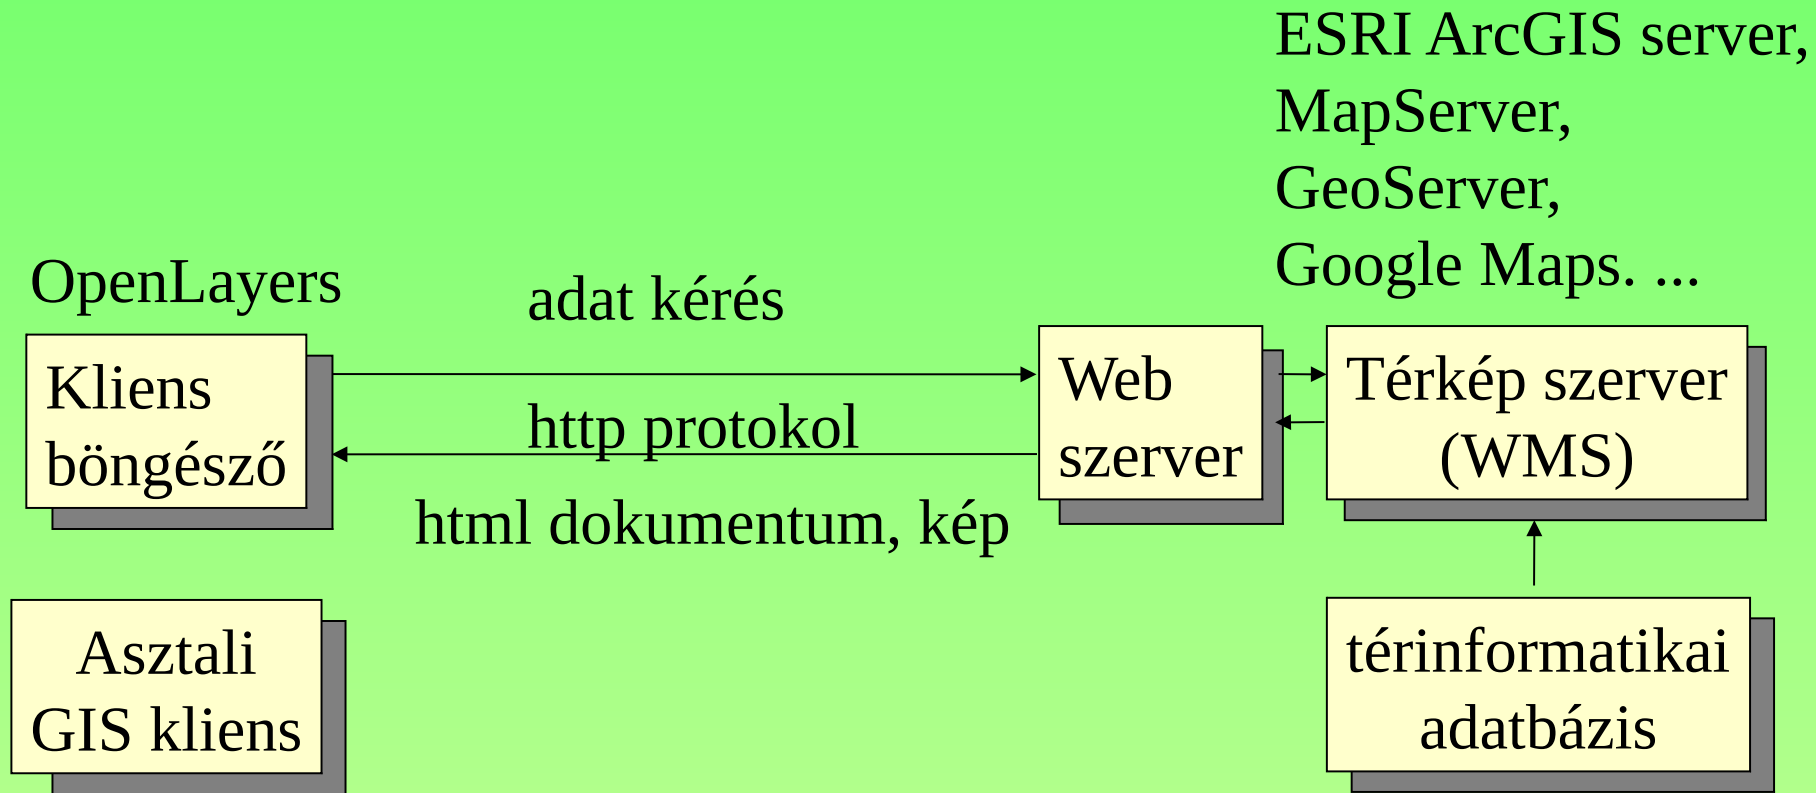 ESRI ArcGIS server,
MapServer,
GeoServer,
Google Maps. ...
OpenLayers
adat kérés
Kliens
böngésző
http protokol
html dokumentum, kép
Web
szerver
Térkép szerver
(WMS)
Asztali
GIS kliens
térinformatikai
adatbázis